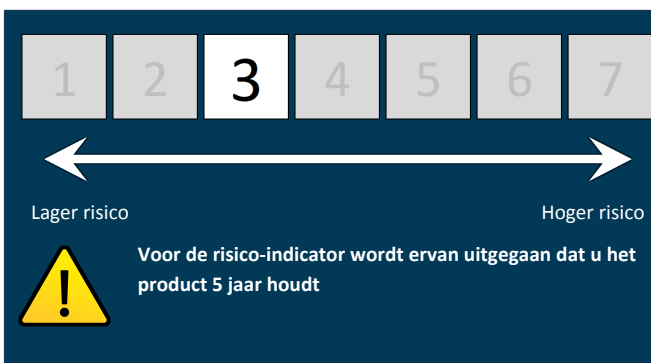 1 2 3 4 5 6 7
Lager risico Hoger risico
Voor de risico-indicator wordt ervan uitgegaan dat u het
product 5 jaar houdt